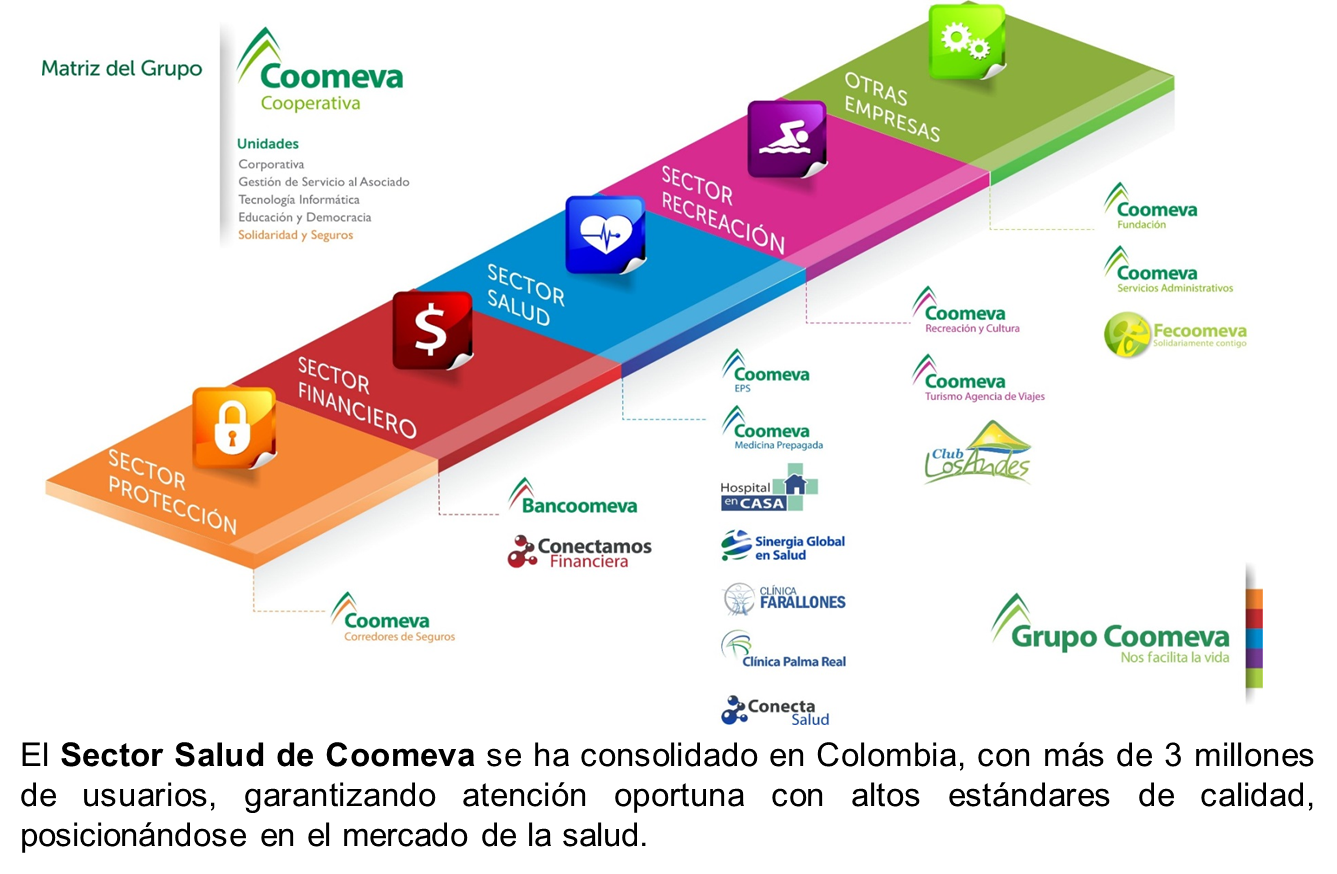 Matriz del Grupo
Coomeva
Cooperativa
Unidades
Corporativa
Gestión de Servicio al Asociado
Tecnología Informática
Educación y Democracia
Solidaridad y Seguros
OTRAS
EMPRESAS
SECTOR
RECREACIÓN
SECTOR
SALUD
SECTOR
FINANCIERO
SECTOR
PROTECCIÓN
$
Coomeva
Fundación
Coomeva
Servicios Administrativos
Fecoomeva
Solidariamente contigo
Coomeva
Recreación y Cultura
Coomeva
Turismo Agencia de Viajes
Club
Los Andes
Coomeva
EPS
Coomeva
Medicina Prepagada
Hospital
en CASA
Sinergia Global
en Salud
CLÍNICA
FARALLONES
Clínica Palma Real
Conecta
Salud
Bancoomeva
Conectamos
Financiera
Coomeva
Corredores de Seguros
Grupo Coomeva
Nos facilita la vida
El Sector Salud de Coomeva se ha consolidado en Colombia, con más de 3 millones
de usuarios, garantizando atención oportuna con altos estándares de calidad,
posicionándose en el mercado de la salud.